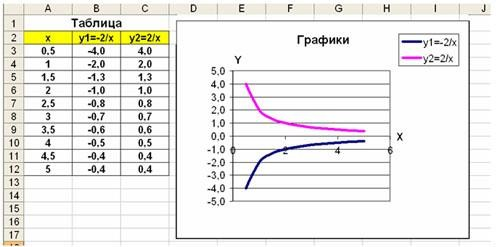 A B C D E F G H I J
1 Таблица
2 x y1=-2/x y2=2/x
3 0,5 -4.0 4.0
4 1 -2.0 2.0
5 1,5 -1.3 1.3
6 2 -1.0 1.0
7 2,5 -0,8 0,8
8 3 -0,7 0,7
9 3,5 -0,6 0,6
10 4 -0,5 0,5
11 4,5 -0,4 0,4
12 5 -0,4 0,4
13
14
15
16
17
Графики
y1=-2/x
y2=2/x
Y
5,0
4,0
3,0
2,0
1,0
0,0
-1,0
-2,0
-3,0
-4,0
-5,0
0 2 4 6
X